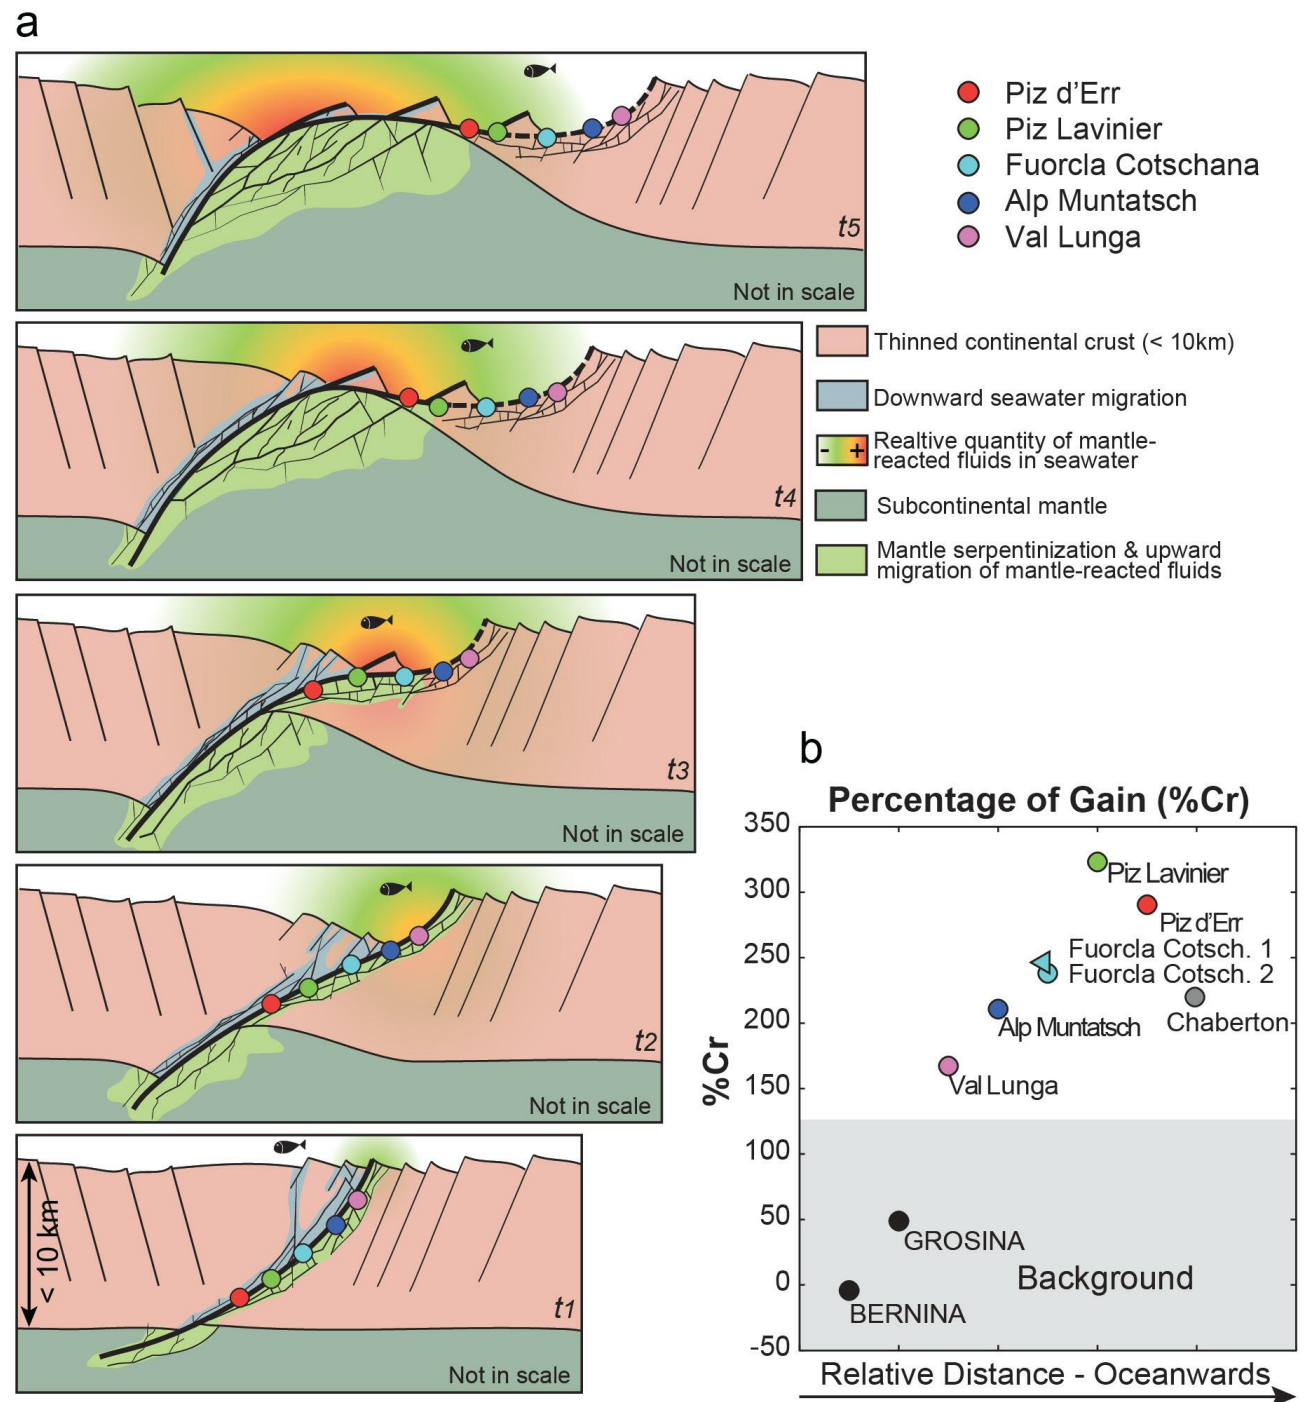 a
Piz d'Err
Piz Lavinier
Fuorcla Cotschana
Alp Muntatsch
Val Lunga
t5
Not in scale
Thinned continental crust (< 10km)
Downward seawater migration
- +
Realtive quantity of mantle-
reacted fluids in seawater
Subcontinental mantle
Mantle serpentinization & upward
migration of mantle-reacted fluids
t4
Not in scale
t3
Not in scale
t2
Not in scale
< 10 km
t1
Not in scale
b
Percentage of Gain (%Cr)
350
300
250
200
150
100
50
0
-50
%Cr
Piz Lavinier
Piz d'Err
Fuorcla Cotsch. 1
Fuorcla Cotsch. 2
Alp Muntatsch
Chaberton
Val Lunga
GROSINA
Background
BERNINA
Relative Distance - Oceanwards